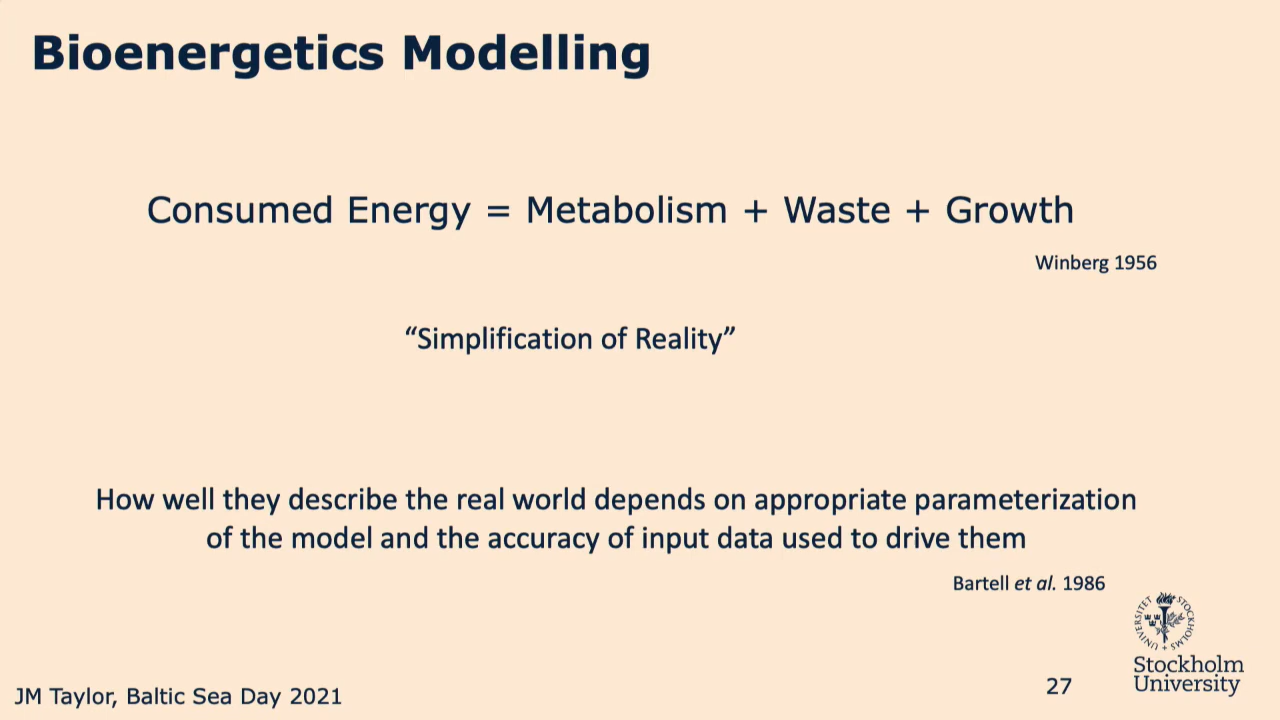 Bioenergetics Modelling
Consumed Energy = Metabolism + Waste + Growth
Winberg 1956
“Simplification of Reality”
How well they describe the real world depends on appropriate parameterization
of the model and the accuracy of input data used to drive them
Bartell et al. 1986
STOCKHOLMS UNIVERSITET
Stockholm
University
27
JM Taylor, Baltic Sea Day 2021